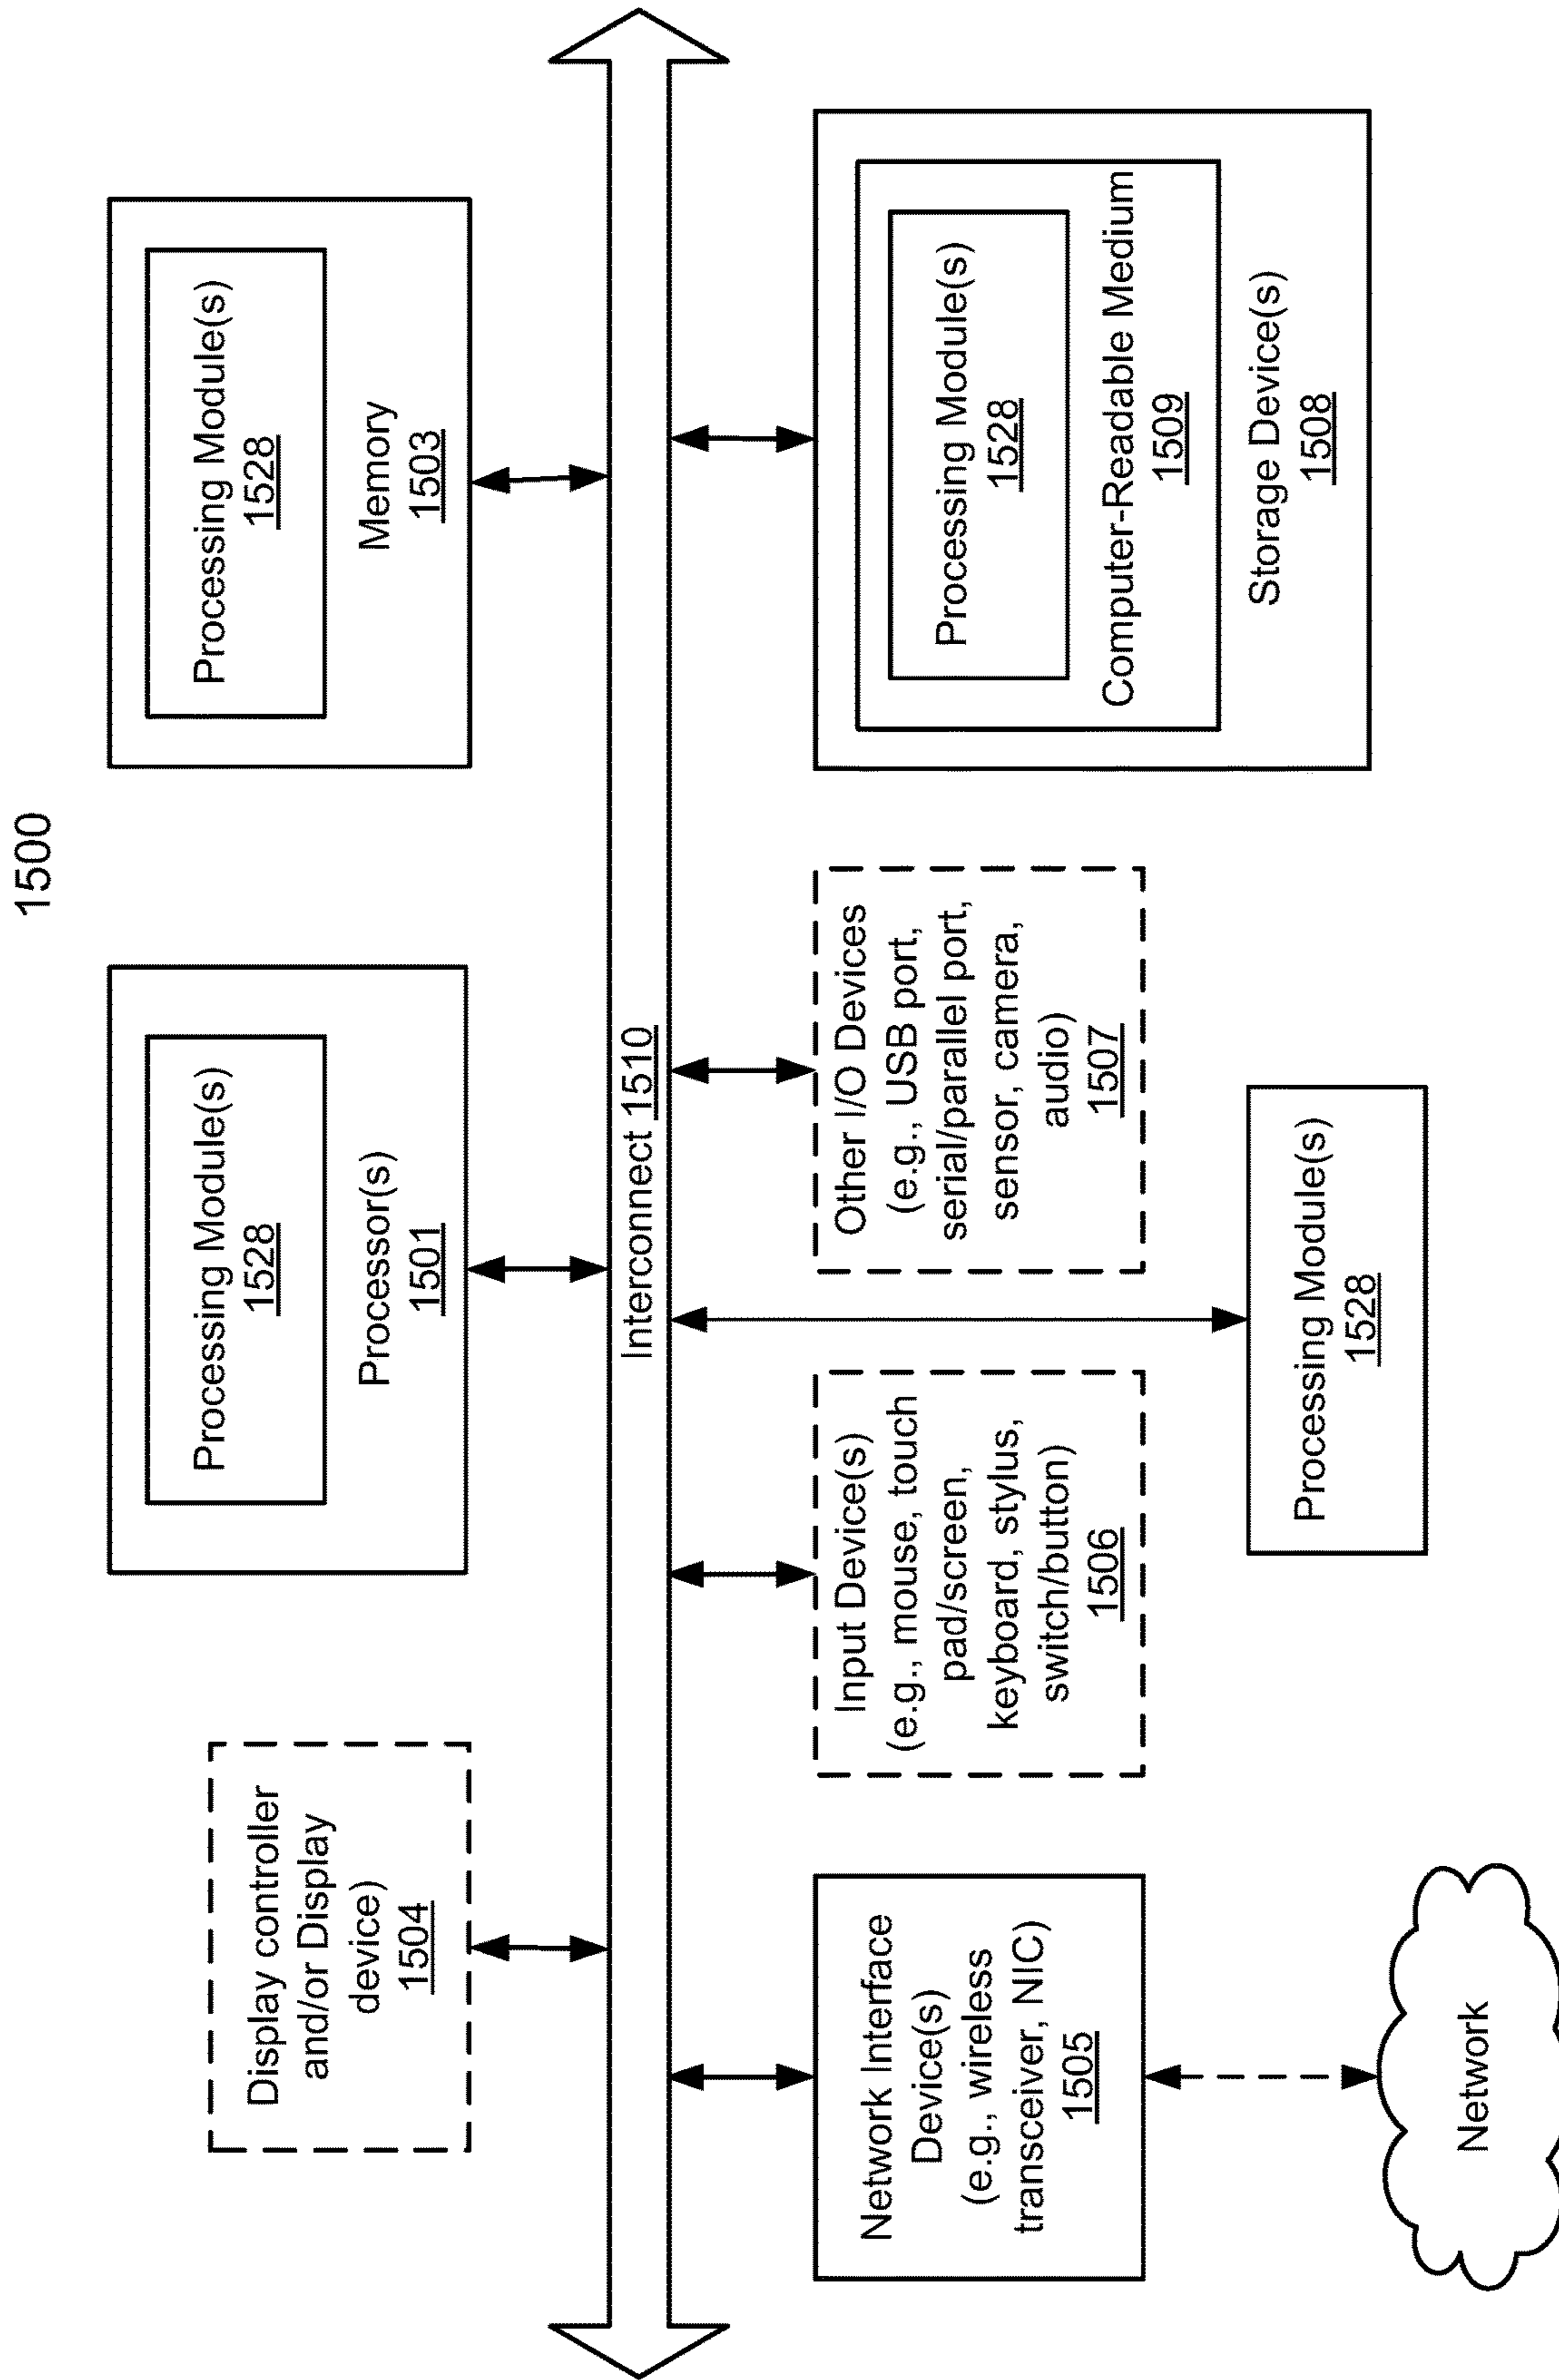 1500
Display controller
and/or Display
device)
1504
Processing Module(s)
1528
Processor(s)
1501
Processing Module(s)
1528
Memory
1503
Interconnect 1510
Network Interface
Device(s)
(e.g., wireless
transceiver, NIC)
1505
Input Device(s)
(e.g., mouse, touch
pad/screen,
keyboard, stylus,
switch/button)
1506
Other I/O Devices
(e.g., USB port,
serial/parallel port,
sensor, camera,
audio)
1507
Processing Module(s)
1528
Computer-Readable Medium
1509
Storage Device(s)
1508
Processing Module(s)
1528
Network